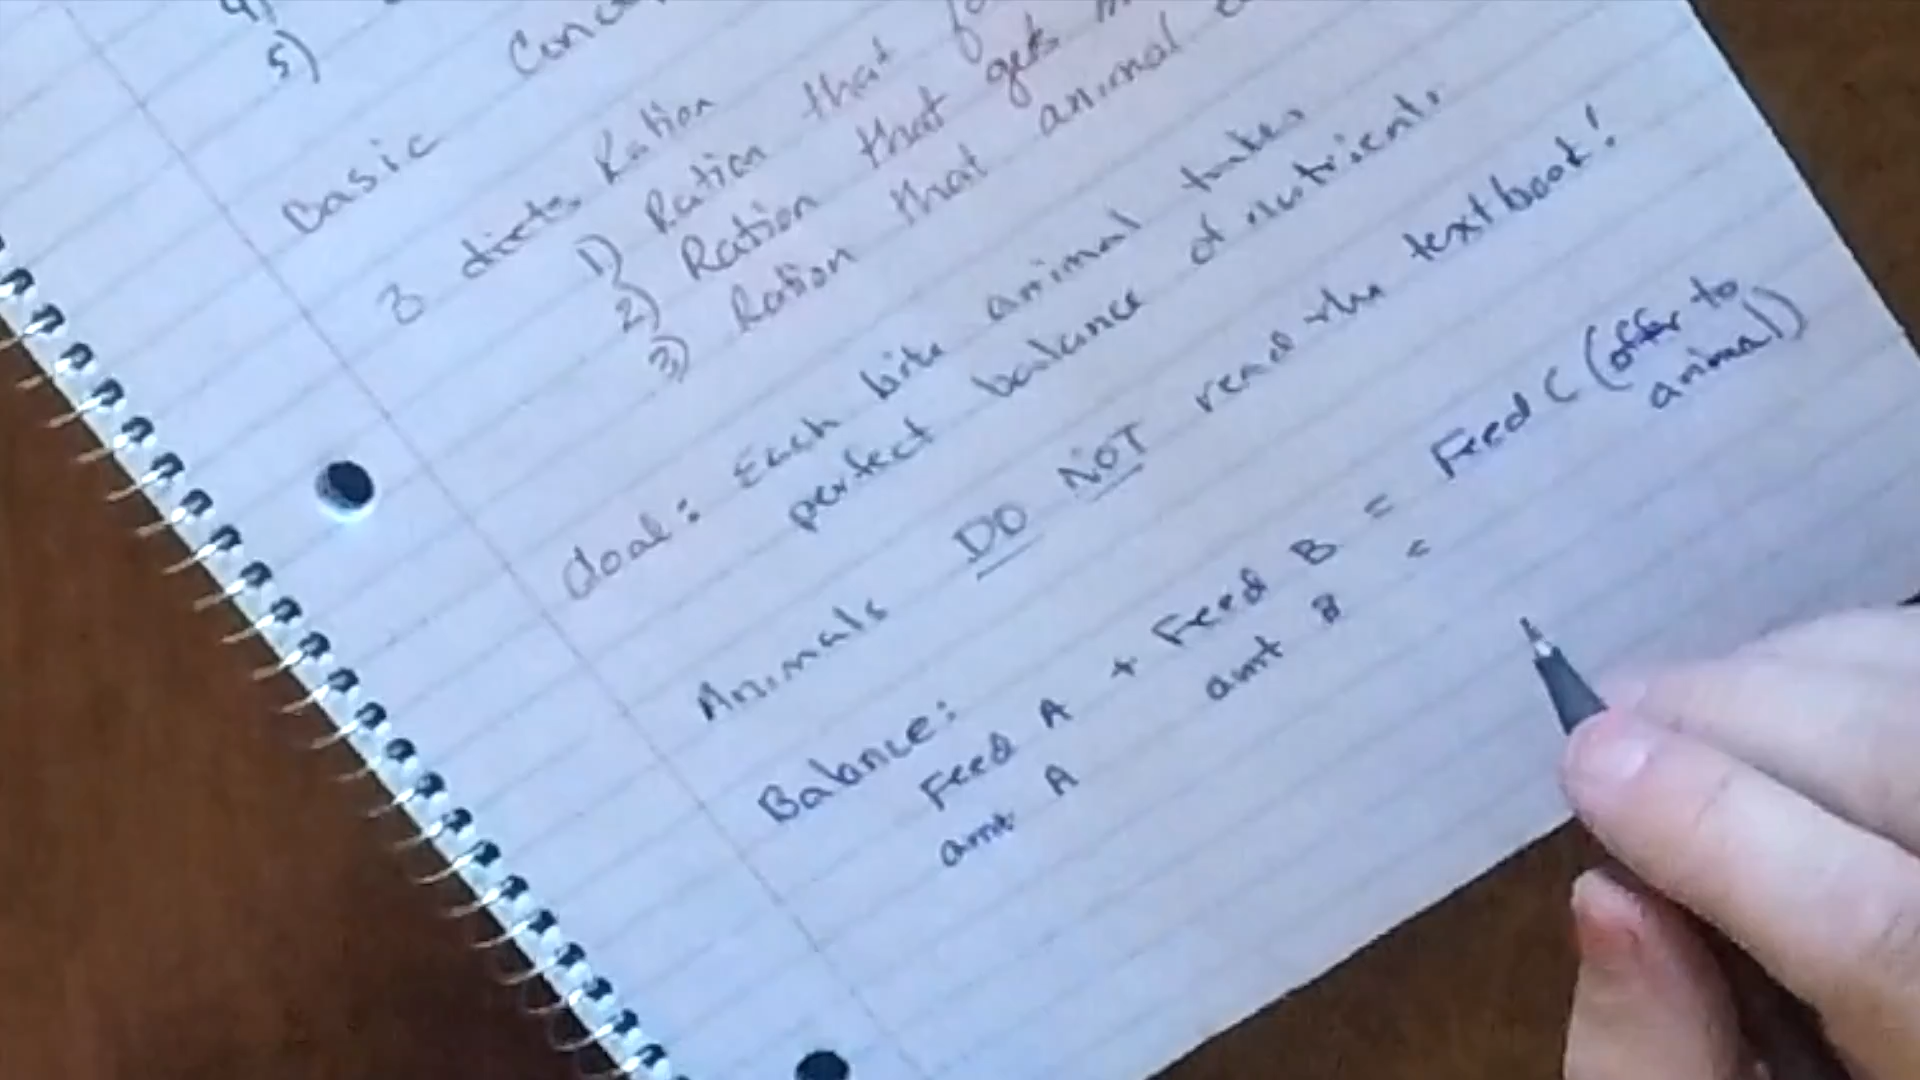 5)
Basic
3 diets Ration
1) Ration that
2) Ration that gets
3) Ration that animal
Goal: Each bite animal takes
perfect balance of nutrient.
Animals DO NOT read the textbook!
Balance:
Feed A + Feed B = Feed C (offer to
animal)
amt A amt B =